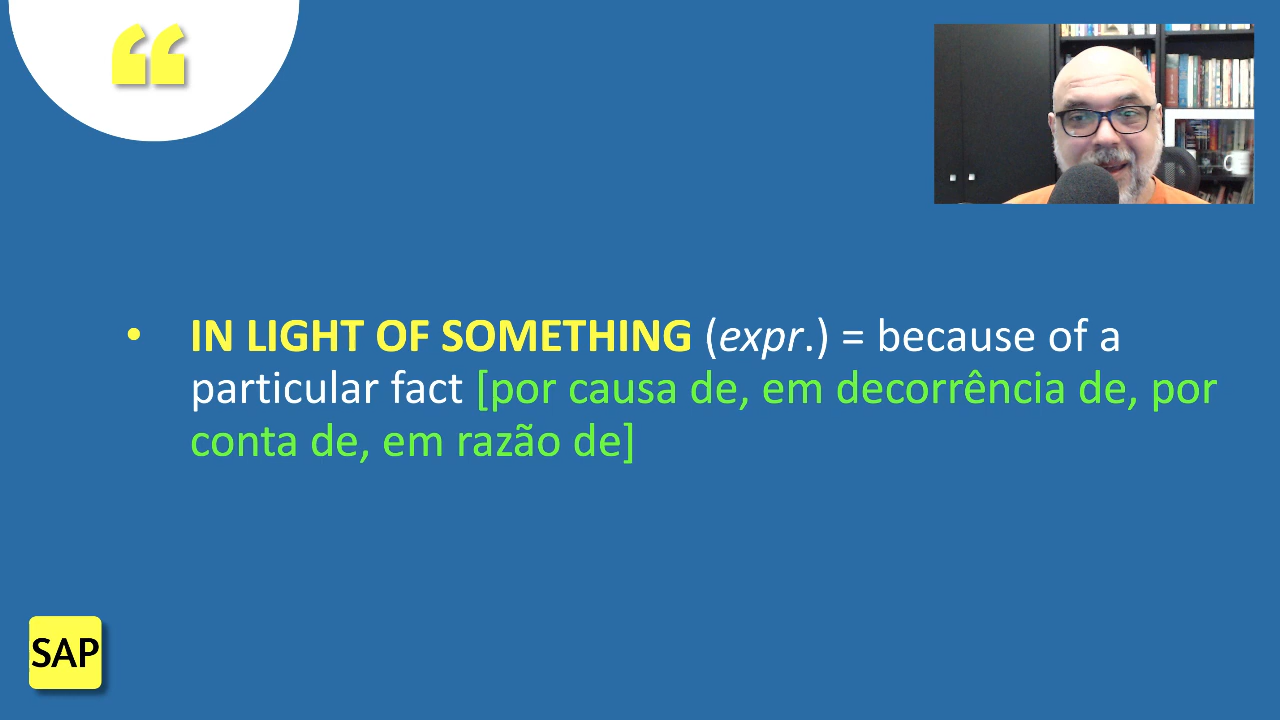 “
• IN LIGHT OF SOMETHING (expr.) = because of a
particular fact [por causa de, em decorrência de, por
conta de, em razão de]
SAP